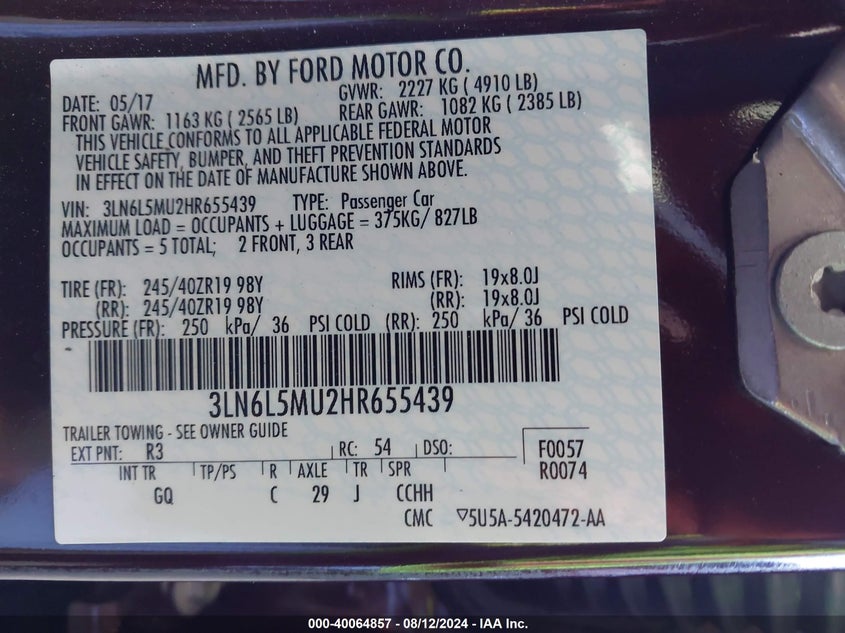 MFD. BY FORD MOTOR CO.
DATE: 05/17 GVWR: 2227 KG ( 4910 LB)
FRONT GAWR: 1163 KG ( 2565 LB) REAR GAWR: 1082 KG ( 2385 LB)
THIS VEHICLE CONFORMS TO ALL APPLICABLE FEDERAL MOTOR
VEHICLE SAFETY, BUMPER, AND THEFT PREVENTION STANDARDS
IN EFFECT ON THE DATE OF MANUFACTURE SHOWN ABOVE.
VIN: 3LN6L5MU2HR655439 TYPE: Passenger Car
MAXIMUM LOAD = OCCUPANTS + LUGGAGE = 375KG/ 827LB
OCCUPANTS = 5 TOTAL; 2 FRONT, 3 REAR
TIRE (FR): 245/40ZR19 98Y RIMS (FR): 19x8.0J
(RR): 245/40ZR19 98Y (RR): 19x8.0J
PRESSURE (FR): 250 kPa/ 36 PSI COLD (RR): 250 kPa/ 36 PSI COLD
3LN6L5MU2HR655439
TRAILER TOWING - SEE OWNER GUIDE
EXT PNT: R3 RC: 54 DSO: F0057
INT TR TP/PS R AXLE TR SPR R0074
GQ C 29 J CCHH
CMC ▽5U5A-5420472-AA
000-40064857 - 08/12/2024 - IAA Inc.